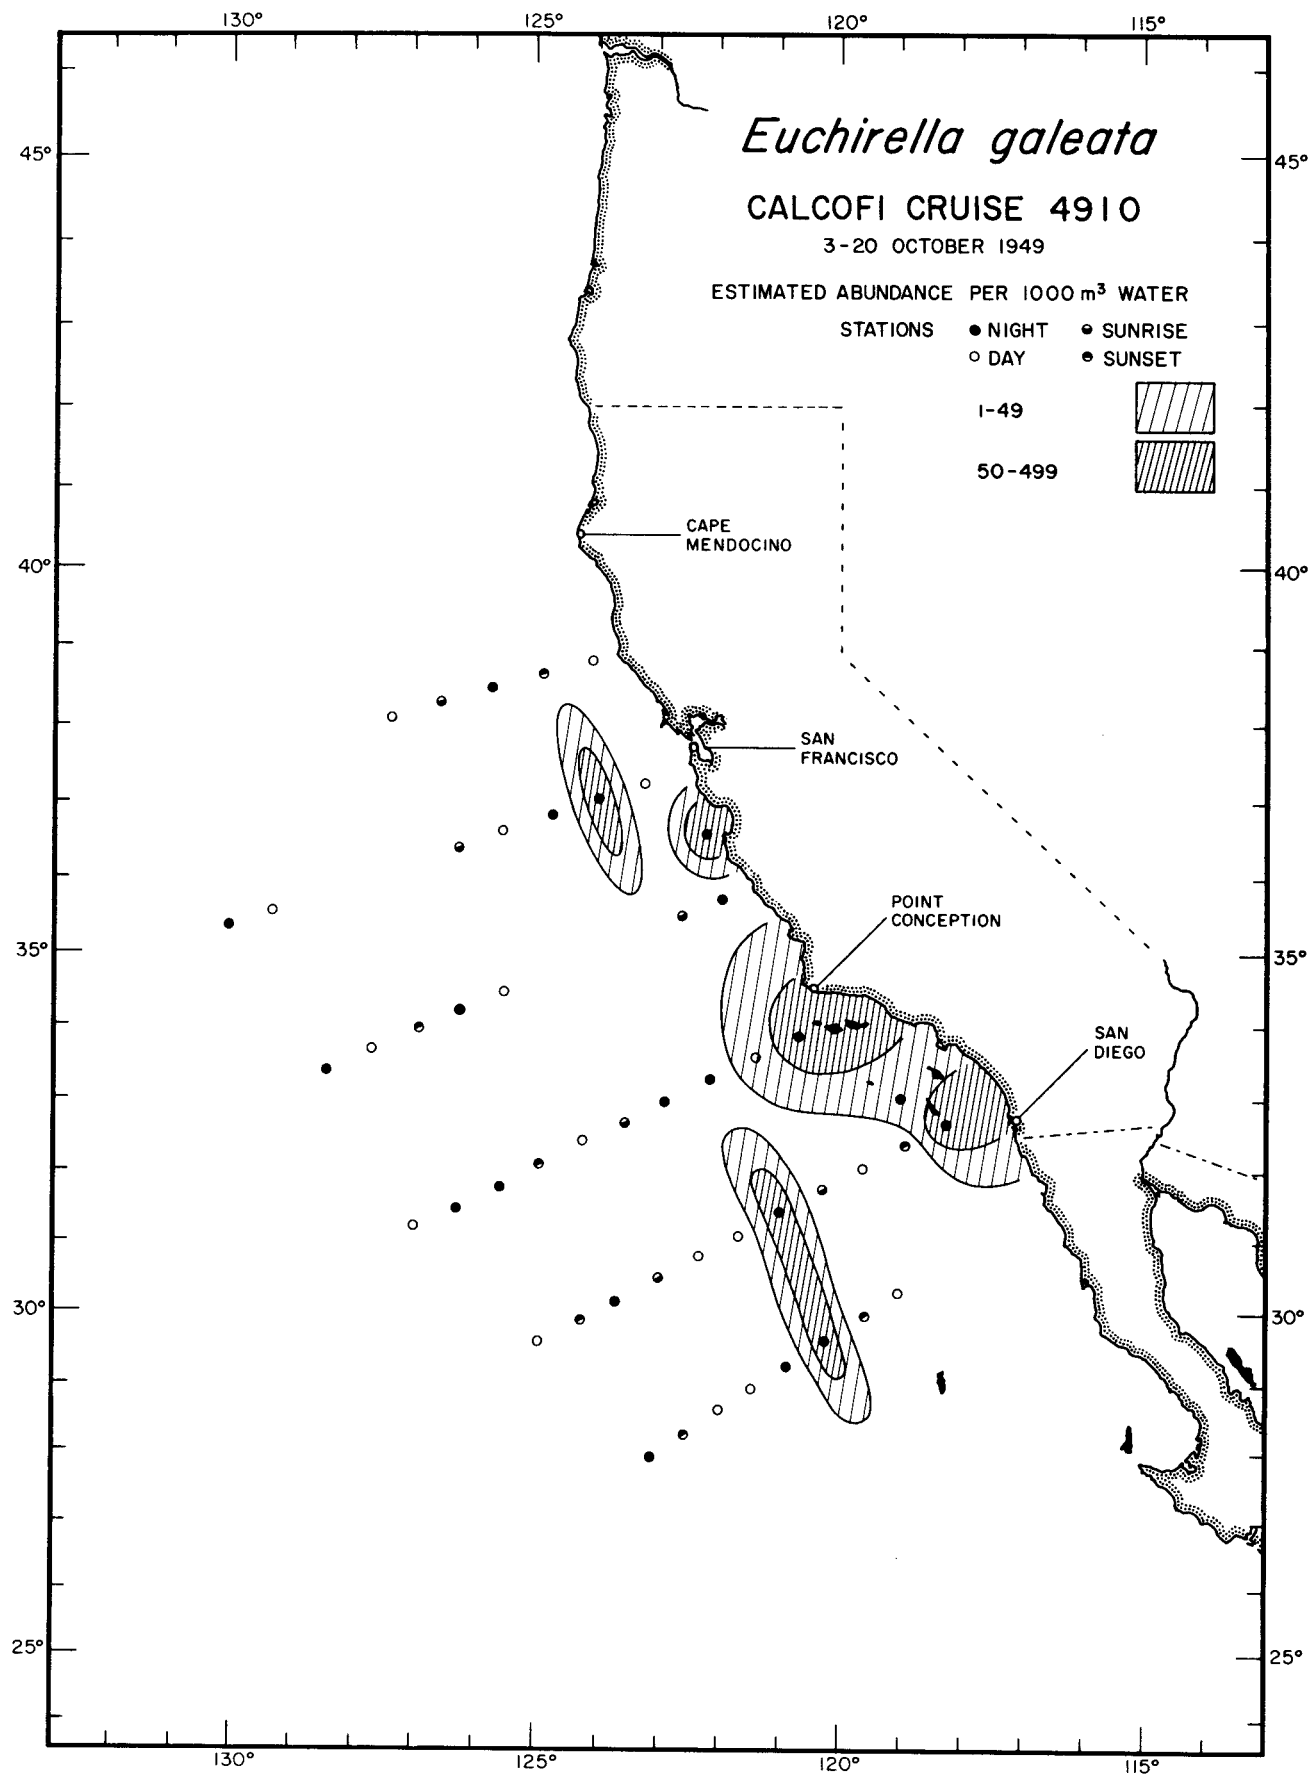 130° 125° 120° 115°
Euchirella galeata
45° 45°
CALCOFI CRUISE 4910
3-20 OCTOBER 1949
ESTIMATED ABUNDANCE PER 1000 m³ WATER
STATIONS NIGHT SUNRISE
DAY SUNSET
1-49
50-499
CAPE
MENDOCINO
40° 40°
SAN
FRANCISCO
POINT
CONCEPTION
35° 35°
SAN
DIEGO
30° 30°
25° 25°
130° 125° 120° 115°